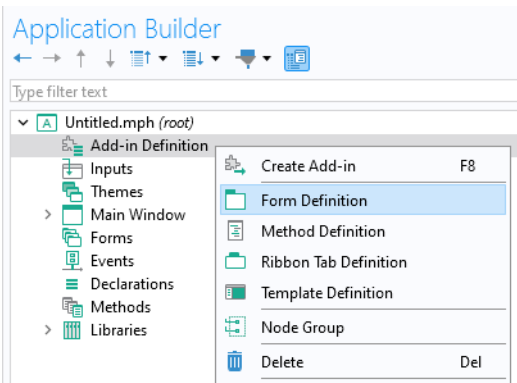 Application Builder
Type filter text
A Untitled.mph (root)
Add-in Definition
Inputs
Themes
Main Window
Forms
Events
Declarations
Methods
Libraries
Create Add-in F8
Form Definition
Method Definition
Ribbon Tab Definition
Template Definition
Node Group
Delete Del